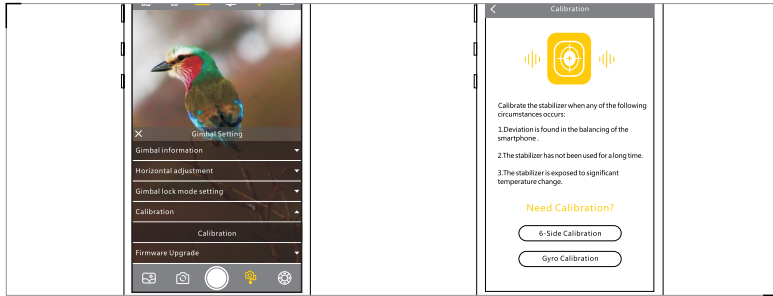 Gimbal Setting
Gimbal information
Horizontal adjustment
Gimbal lock mode setting
Calibration
Calibration
Firmware Upgrade
Calibration
Calibrate the stabilizer when any of the following
circumstances occurs:
1.Deviation is found in the balancing of the
smartphone.
2.The stabilizer has not been used for a long time.
3.The stabilizer is exposed to significant
temperature change.
Need Calibration?
6-Side Calibration
Gyro Calibration